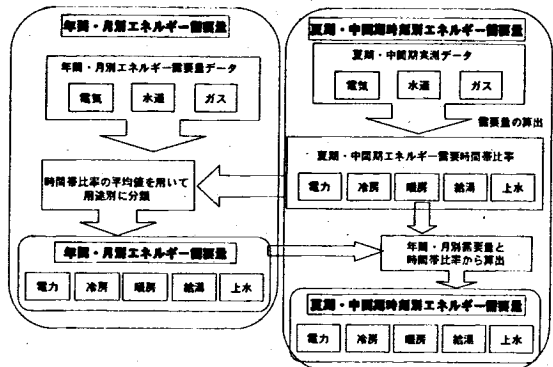 年間・月別エネルギー需要量
年間・月別エネルギー需要量データ
電気 水道 ガス
時間帯比率の平均値を用いて
用途別に分類
年間・月別エネルギー需要量
電力 冷房 暖房 給湯 上水
夏期・中間期時刻別エネルギー需要量
夏期・中間期実測データ
電気 水道 ガス
需要量の算出
夏期・中間期エネルギー需要時間帯比率
電力 冷房 暖房 給湯 上水
年間・月別需要量と
時間帯比率から算出
夏期・中間期時刻別エネルギー需要量
電力 冷房 暖房 給湯 上水